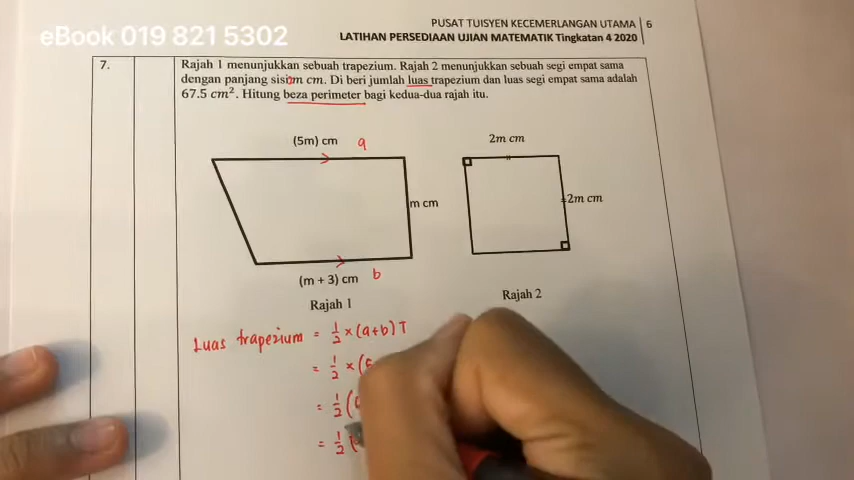 eBook 019 821 5302
PUSAT TUISYEN KECEMERLANGAN UTAMA | 6
LATIHAN PERSEDIAAN UJIAN MATEMATIK Tingkatan 4 2020
7.
Rajah 1 menunjukkan sebuah trapezium. Rajah 2 menunjukkan sebuah segi empat sama
dengan panjang sisi m cm. Di beri jumlah luas trapezium dan luas segi empat sama adalah
67.5 cm². Hitung beza perimeter bagi kedua-dua rajah itu.
(5m) cm a
2m cm
m cm
2m cm
(m + 3) cm b
Rajah 1
Rajah 2
Luas trapezium = ½ × (a+b) T
= ½ × (
= ½ (
= ½ (